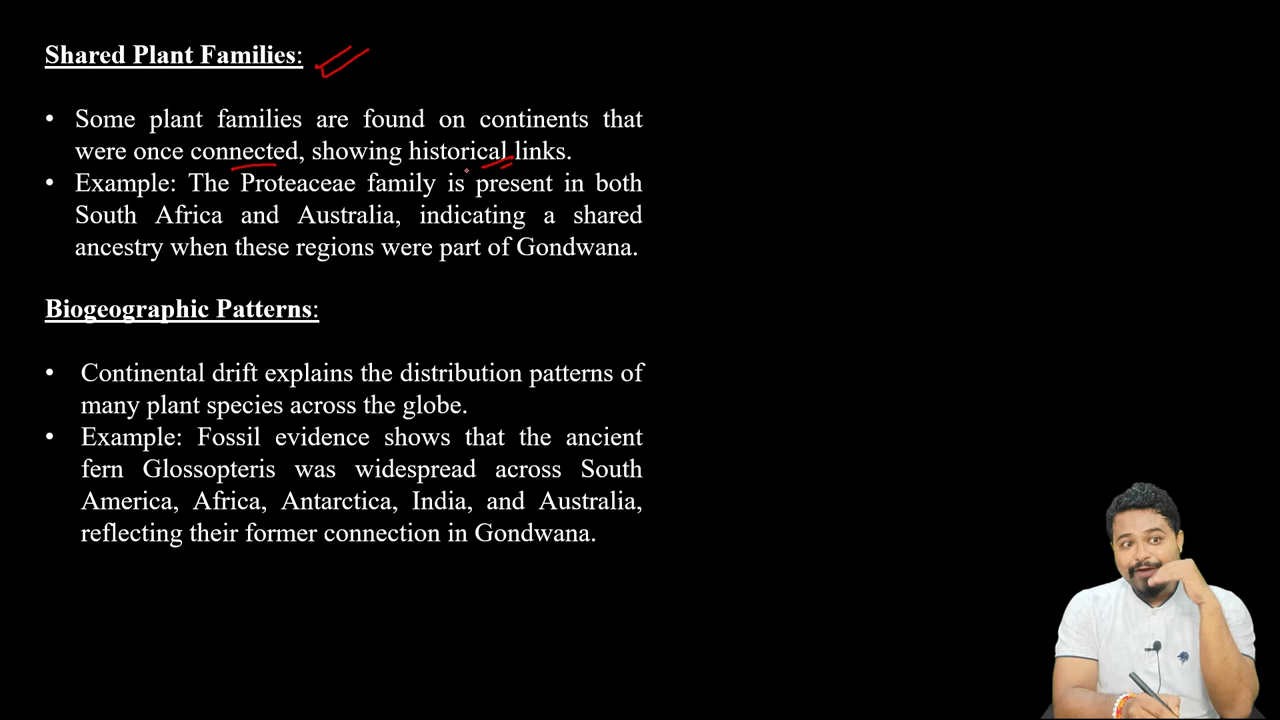 Shared Plant Families:
• Some plant families are found on continents that
were once connected, showing historical links.
• Example: The Proteaceae family is present in both
South Africa and Australia, indicating a shared
ancestry when these regions were part of Gondwana.
Biogeographic Patterns:
• Continental drift explains the distribution patterns of
many plant species across the globe.
• Example: Fossil evidence shows that the ancient
fern Glossopteris was widespread across South
America, Africa, Antarctica, India, and Australia,
reflecting their former connection in Gondwana.